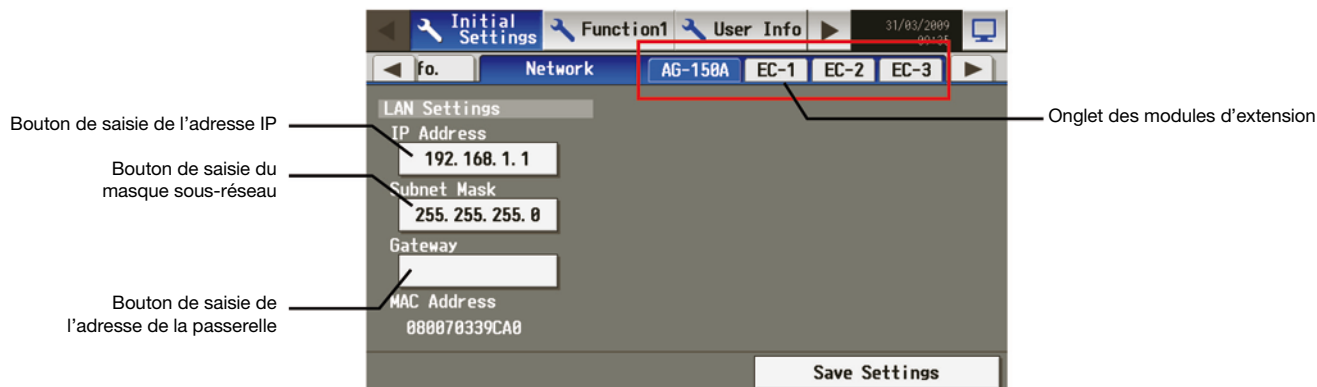 Initial Settings
Function1
User Info
31/03/2009
09:35
fo.
Network
AG-150A
EC-1
EC-2
EC-3
LAN Settings
Bouton de saisie de l’adresse IP
IP Address
192. 168. 1. 1
Bouton de saisie du
masque sous-réseau
Subnet Mask
255. 255. 255. 0
Gateway
Bouton de saisie de
l’adresse de la passerelle
MAC Address
080070339CA0
Save Settings
Onglet des modules d’extension